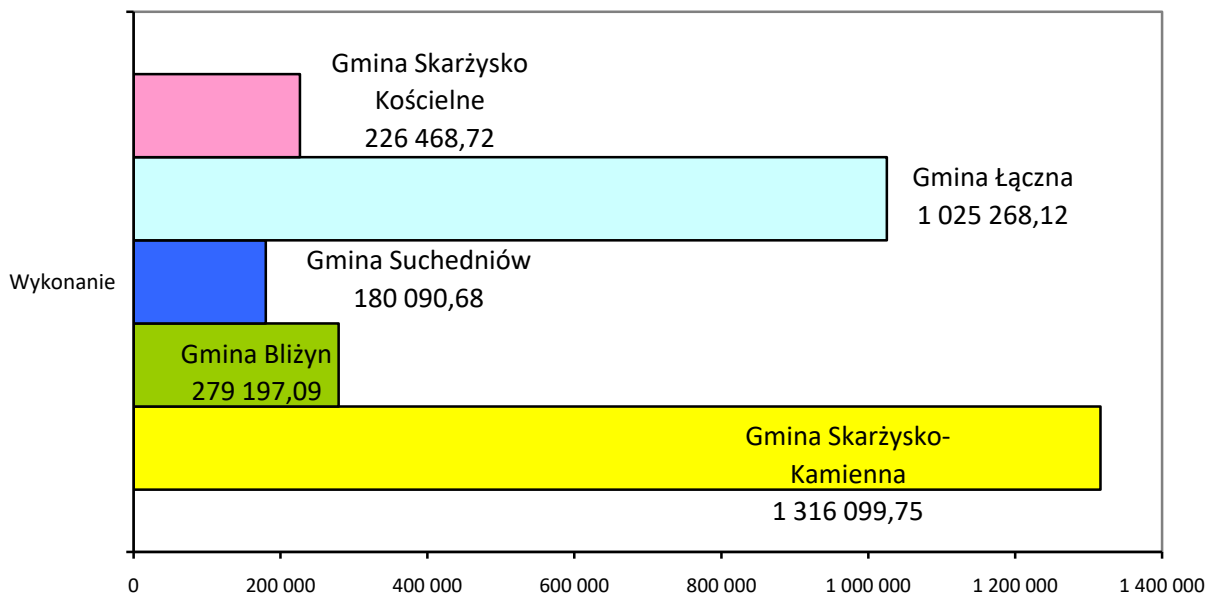 Gmina Skarżysko
Kościelne
226 468,72
Gmina Łączna
1 025 268,12
Gmina Suchedniów
180 090,68
Wykonanie
Gmina Bliżyn
279 197,09
Gmina Skarżysko-
Kamienna
1 316 099,75
0 200 000 400 000 600 000 800 000 1 000 000 1 200 000 1 400 000